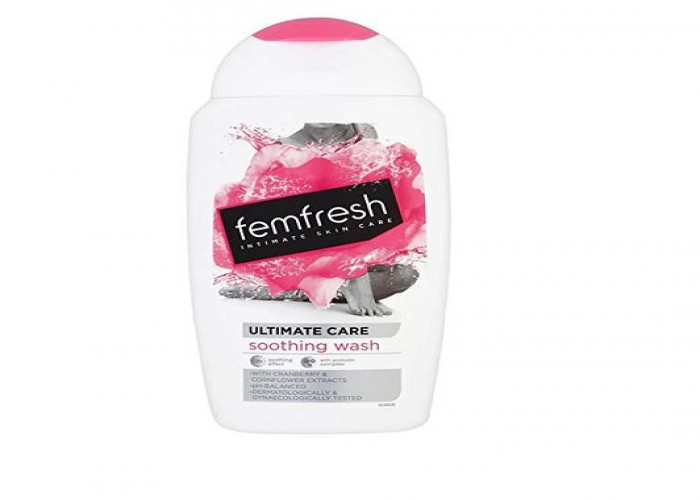 femfresh
INTIMATE SKIN CARE
ULTIMATE CARE
soothing wash
soothing
effect
with probiotic
complex
•WITH CRANBERRY &
CORNFLOWER EXTRACTS
•pH-BALANCED
•DERMATOLOGICALLY &
GYNAECOLOGICALLY TESTED